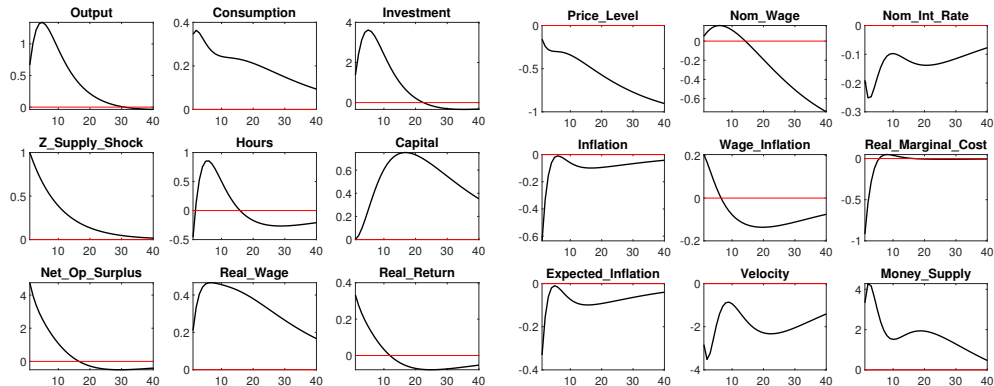 Output Consumption Investment Price_Level Nom_Wage Nom_Int_Rate
1 0.4 4 0 0 0
0.5 0.2 2 -0.5 -0.2 -0.1
0 0 0 -1 -0.4 -0.2
-0.6 -0.3
10 20 30 40 10 20 30 40 10 20 30 40 10 20 30 40 10 20 30 40 10 20 30 40
Z_Supply_Shock Hours Capital Inflation Wage_Inflation Real_Marginal_Cost
1 1 0.6 0 0.2 0
0.5 0.5 0.4 -0.2 0 -0.5
0 0 0.2 -0.4 -0.2 -1
-0.5 0 -0.6
10 20 30 40 10 20 30 40 10 20 30 40 10 20 30 40 10 20 30 40 10 20 30 40
Net_Op_Surplus Real_Wage Real_Return Expected_Inflation Velocity Money_Supply
4 0.4 0.4 0 0 4
2 0.2 0.2 -0.2 -2 2
0 0 0 -0.4 -4 0
10 20 30 40 10 20 30 40 10 20 30 40 10 20 30 40 10 20 30 40 10 20 30 40